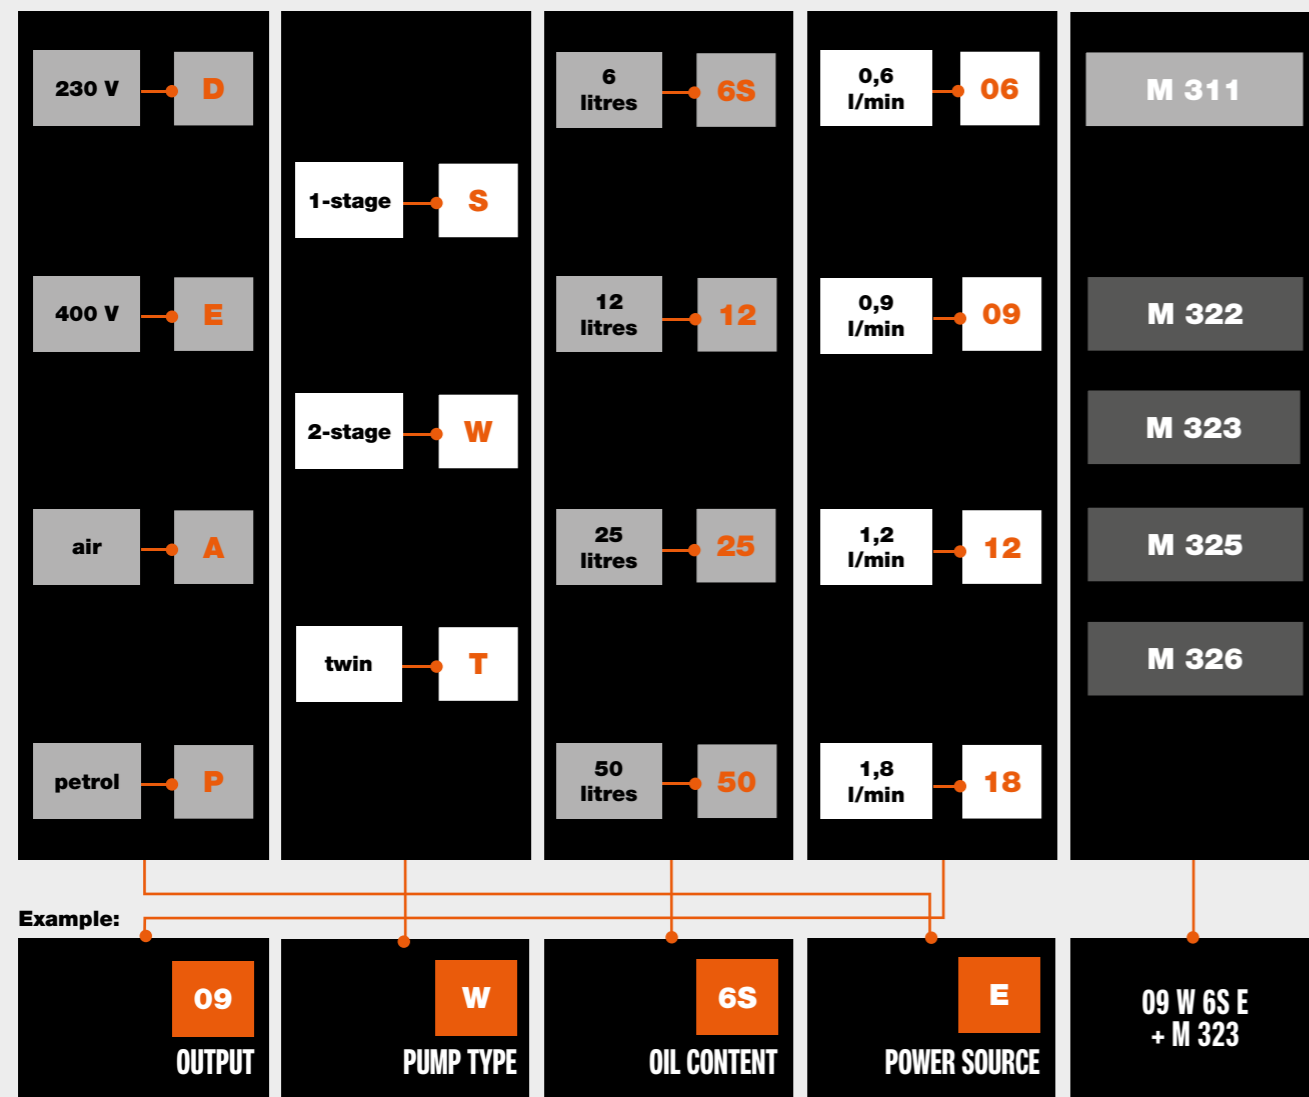 230 V
D
400 V
E
air
A
petrol
P
1-stage
S
2-stage
W
twin
T
6
litres
6S
12
litres
12
25
litres
25
50
litres
50
0,6
l/min
06
0,9
l/min
09
1,2
l/min
12
1,8
l/min
18
M 311
M 322
M 323
M 325
M 326
Example:
09
OUTPUT
W
PUMP TYPE
6S
OIL CONTENT
E
POWER SOURCE
09 W 6S E
+ M 323